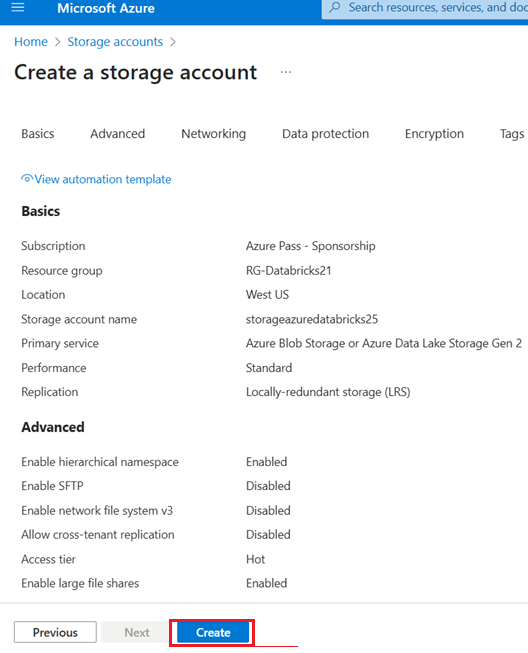 Microsoft Azure
Search resources, services, and doc
Home > Storage accounts >
Create a storage account ...
Basics Advanced Networking Data protection Encryption Tags
View automation template
Basics
Subscription Azure Pass - Sponsorship
Resource group RG-Databricks21
Location West US
Storage account name storageazuredatabricks25
Primary service Azure Blob Storage or Azure Data Lake Storage Gen 2
Performance Standard
Replication Locally-redundant storage (LRS)
Advanced
Enable hierarchical namespace Enabled
Enable SFTP Disabled
Enable network file system v3 Disabled
Allow cross-tenant replication Disabled
Access tier Hot
Enable large file shares Enabled
Previous Next Create